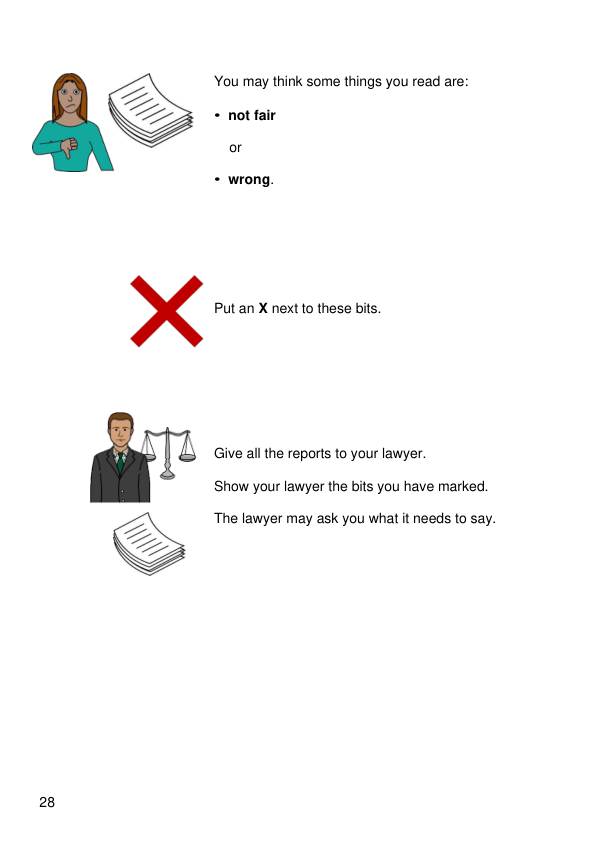 You may think some things you read are:
• not fair
or
• wrong.
Put an X next to these bits.
Give all the reports to your lawyer.
Show your lawyer the bits you have marked.
The lawyer may ask you what it needs to say.
28